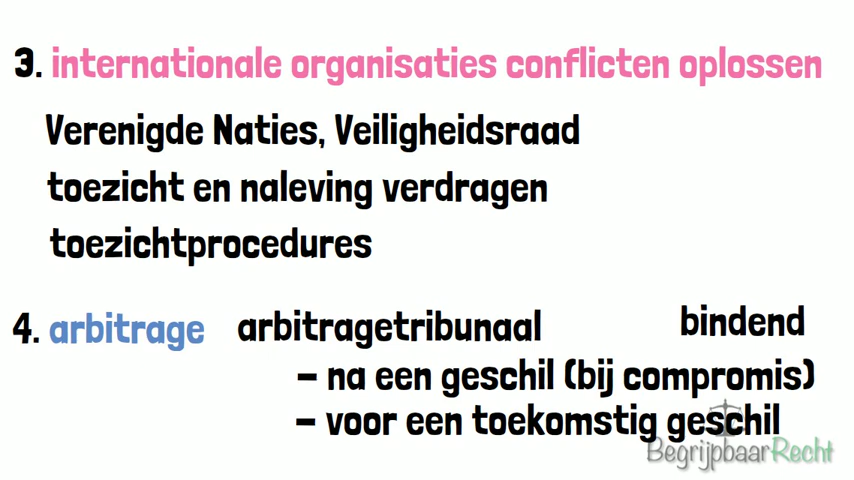 3. internationale organisaties conflicten oplossen
Verenigde Naties, Veiligheidsraad
toezicht en naleving verdragen
toezichtprocedures
4. arbitrage arbitragetribunaal bindend
- na een geschil (bij compromis)
- voor een toekomstig geschil
BegrijpbaarRecht